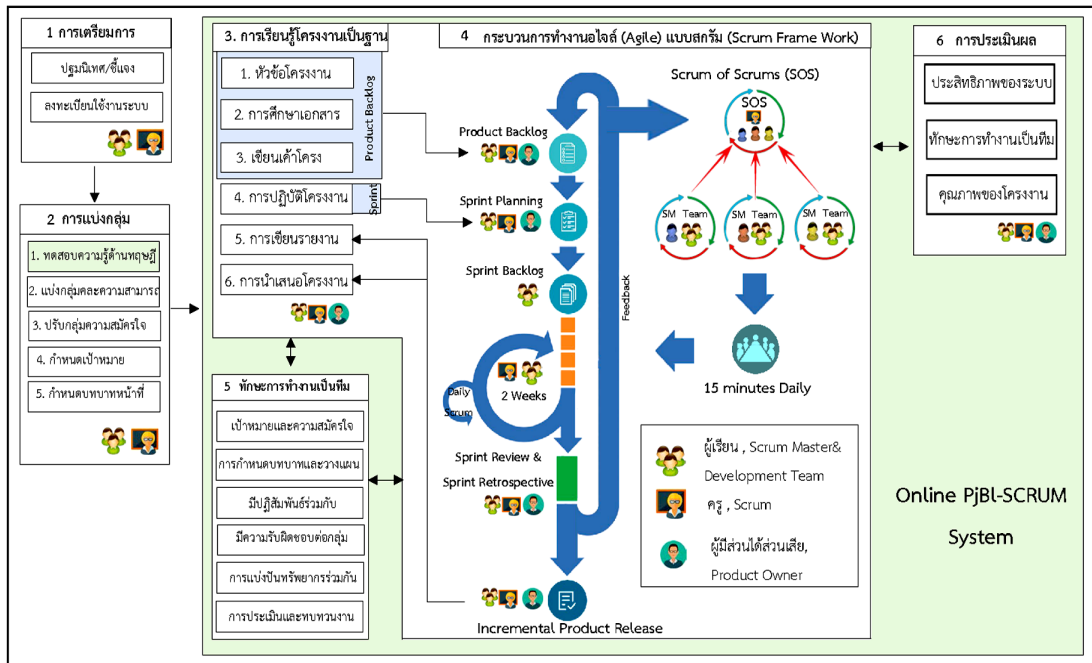 1 การเตรียมการ
ปฐมนิเทศ/ชี้แจง
ลงทะเบียนใช้งานระบบ
2 การแบ่งกลุ่ม
1. ทดสอบความรู้ด้านทฤษฎี
2. แบ่งกลุ่มคละความสามารถ
3. ปรับกลุ่มความสมัครใจ
4. กำหนดเป้าหมาย
5. กำหนดบทบาทหน้าที่
3. การเรียนรู้โครงงานเป็นฐาน
1. หัวข้อโครงงาน
2. การศึกษาเอกสาร
3. เขียนเค้าโครง
Product Backlog
4. การปฏิบัติโครงงาน
Sprint
5. การเขียนรายงาน
6. การนำเสนอโครงงาน
5 ทักษะการทำงานเป็นทีม
เป้าหมายและความสมัครใจ
การกำหนดบทบาทและวางแผน
มีปฏิสัมพันธ์ร่วมกับ
มีความรับผิดชอบต่อกลุ่ม
การแบ่งปันทรัพยากรร่วมกัน
การประเมินและทบทวนงาน
4 กระบวนการทำงานอไจล์ (Agile) แบบสกรัม (Scrum Frame Work)
Product Backlog
Sprint Planning
Sprint Backlog
Daily
Scrum
2 Weeks
Sprint Review &
Sprint Retrospective
Incremental Product Release
Feedback
Scrum of Scrums (SOS)
SOS
SM Team
SM Team
SM Team
15 minutes Daily
ผู้เรียน , Scrum Master&
Development Team
ครู , Scrum
ผู้มีส่วนได้ส่วนเสีย,
Product Owner
6 การประเมินผล
ประสิทธิภาพของระบบ
ทักษะการทำงานเป็นทีม
คุณภาพของโครงงาน
Online PjBl-SCRUM
System